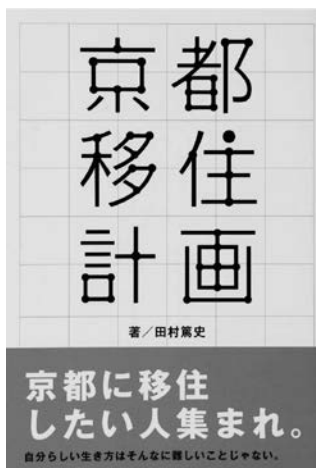 京都
移住
計画
著／田村篤史
京都に移住
したい人集まれ。
自分らしい生き方はそんなに難しいことじゃない。